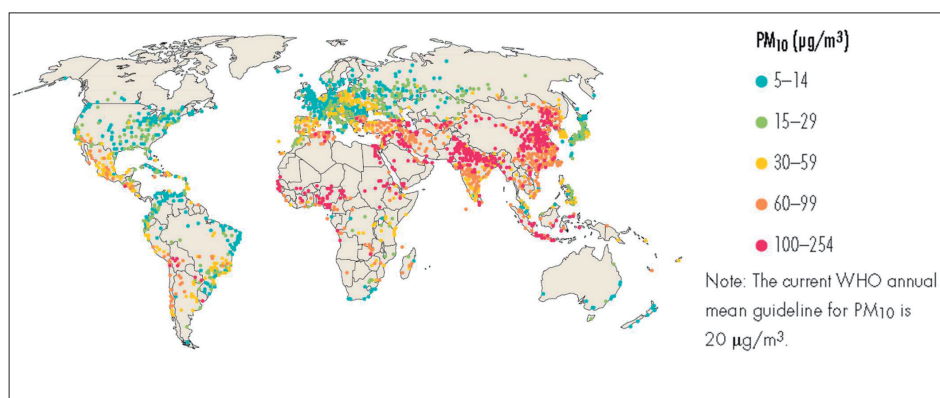 PM₁₀ (µg/m³)
5–14
15–29
30–59
60–99
100–254
Note: The current WHO annual
mean guideline for PM₁₀ is
20 µg/m³.